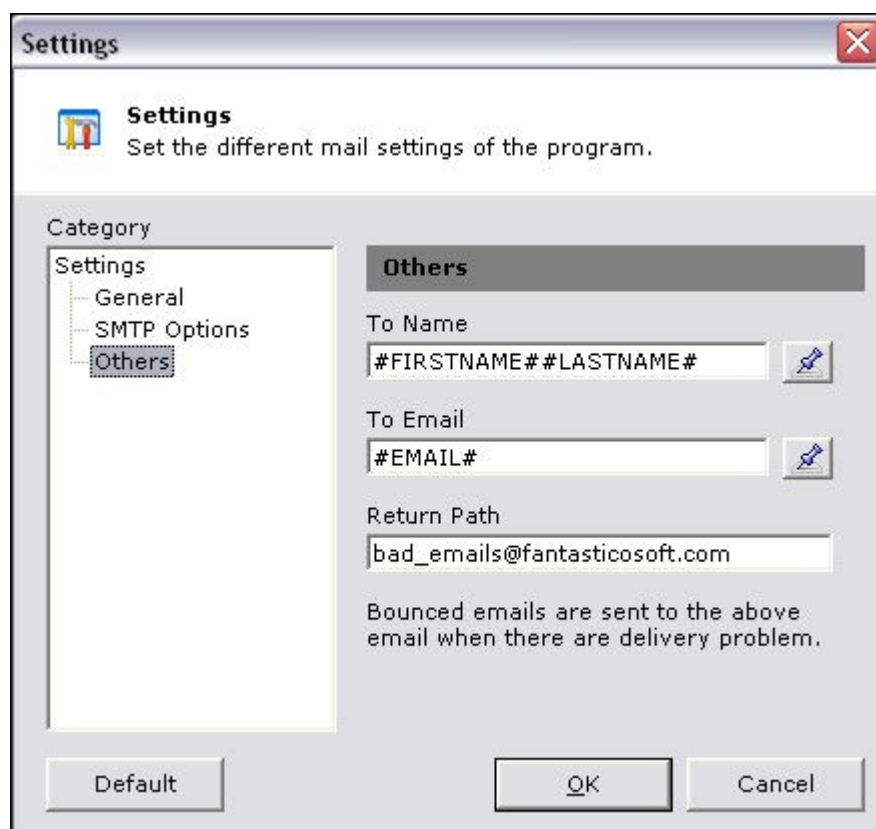 Settings
Settings
Set the different mail settings of the program.
Category
Settings
General
SMTP Options
Others
Others
To Name
#FIRSTNAME##LASTNAME#
To Email
#EMAIL#
Return Path
bad_emails@fantasticosoft.com
Bounced emails are sent to the above
email when there are delivery problem.
Default
OK
Cancel